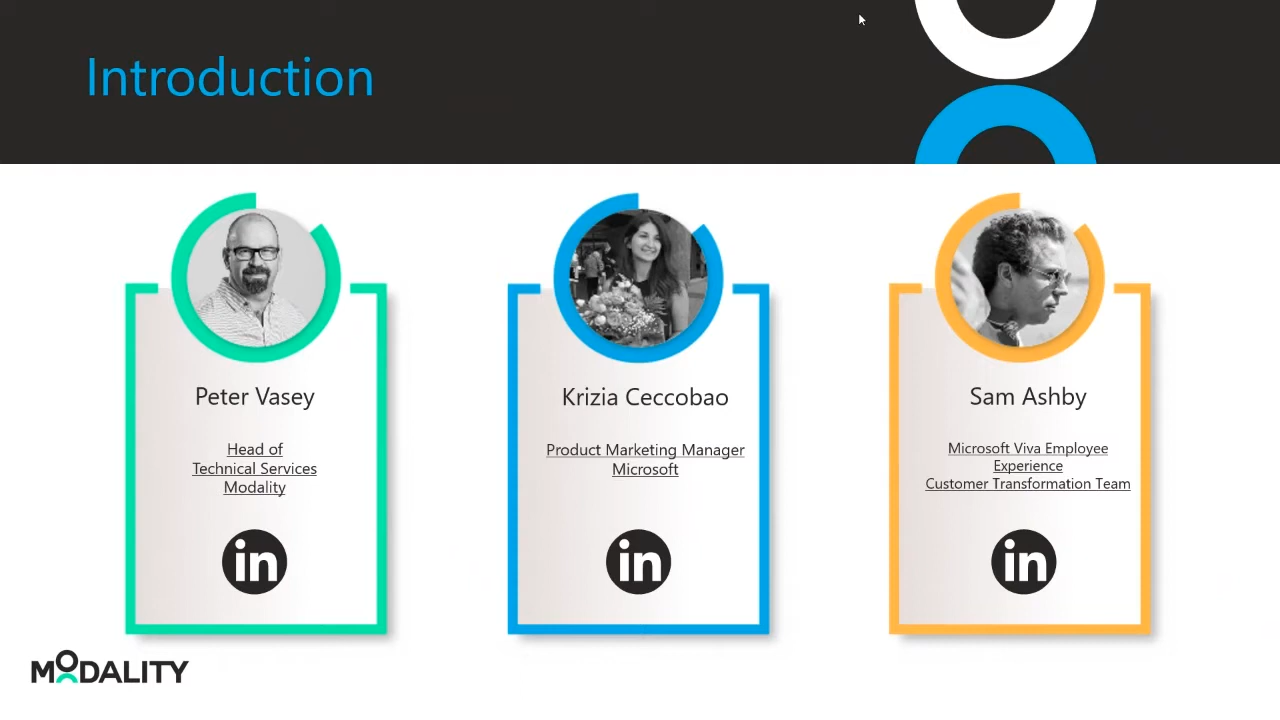 Introduction
Peter Vasey
Head of
Technical Services
Modality
in
Krizia Ceccobao
Product Marketing Manager
Microsoft
in
Sam Ashby
Microsoft Viva Employee
Experience
Customer Transformation Team
in
MODALITY